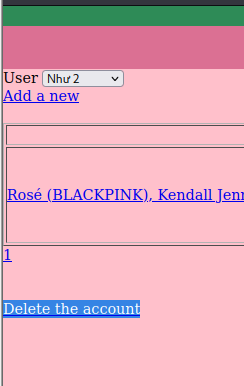 User Như 2
Add a new
Rosé (BLACKPINK), Kendall Jenn
1
Delete the account